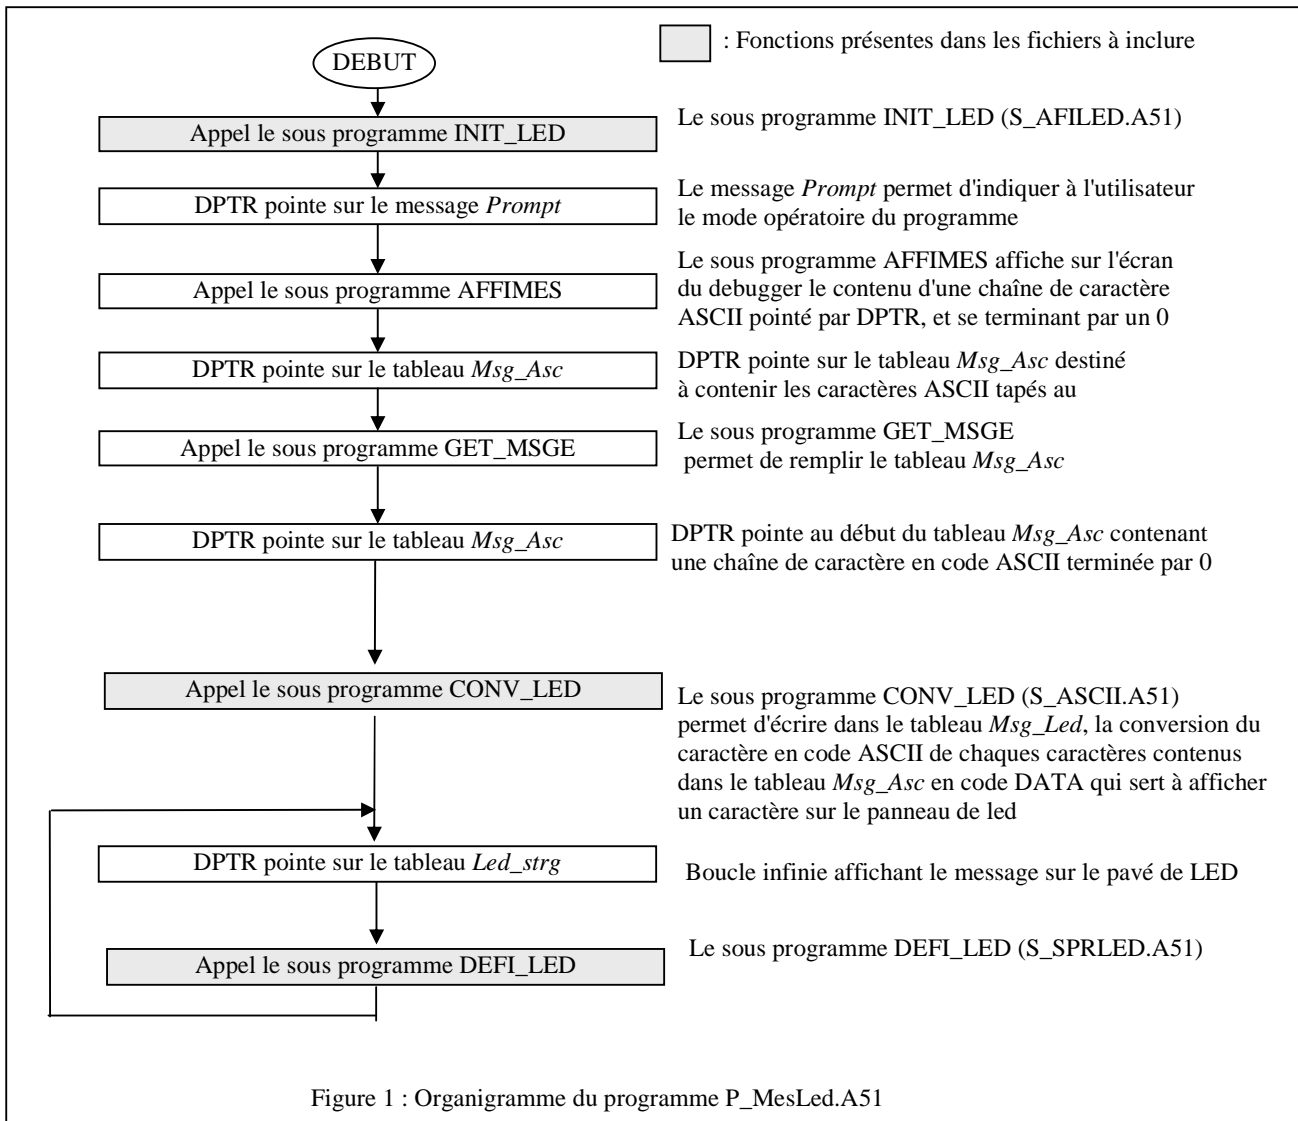 : Fonctions présentes dans les fichiers à inclure
DEBUT
Appel le sous programme INIT_LED
Le sous programme INIT_LED (S_AFILED.A51)
DPTR pointe sur le message Prompt
Le message Prompt permet d'indiquer à l'utilisateur
le mode opératoire du programme
Appel le sous programme AFFIMES
Le sous programme AFFIMES affiche sur l'écran
du debugger le contenu d'une chaîne de caractère
ASCII pointé par DPTR, et se terminant par un 0
DPTR pointe sur le tableau Msg_Asc
DPTR pointe sur le tableau Msg_Asc destiné
à contenir les caractères ASCII tapés au
Appel le sous programme GET_MSGE
Le sous programme GET_MSGE
permet de remplir le tableau Msg_Asc
DPTR pointe sur le tableau Msg_Asc
DPTR pointe au début du tableau Msg_Asc contenant
une chaîne de caractère en code ASCII terminée par 0
Appel le sous programme CONV_LED
Le sous programme CONV_LED (S_ASCII.A51)
permet d'écrire dans le tableau Msg_Led, la conversion du
caractère en code ASCII de chaques caractères contenus
dans le tableau Msg_Asc en code DATA qui sert à afficher
un caractère sur le panneau de led
DPTR pointe sur le tableau Led_strg
Boucle infinie affichant le message sur le pavé de LED
Appel le sous programme DEFI_LED
Le sous programme DEFI_LED (S_SPRLED.A51)
Figure 1 : Organigramme du programme P_MesLed.A51